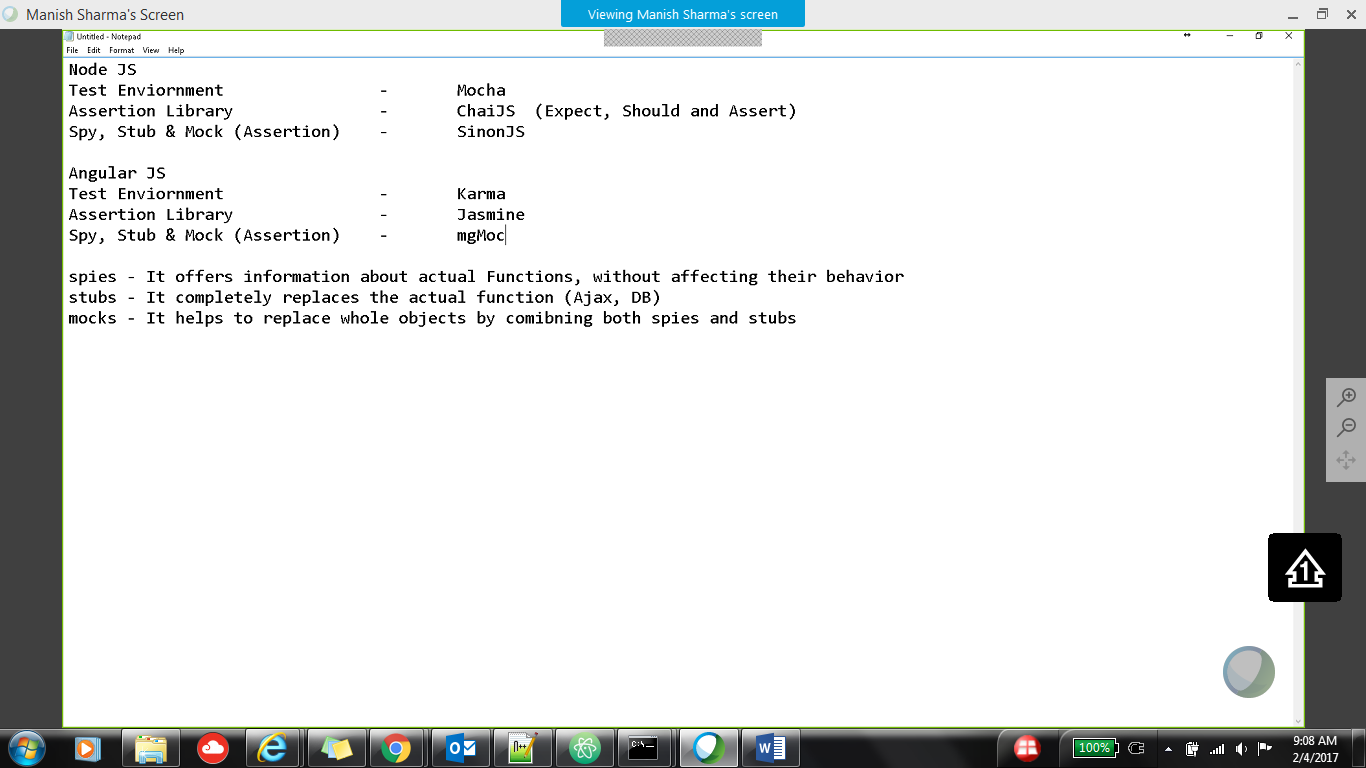 Manish Sharma's Screen
Viewing Manish Sharma's screen
Untitled - Notepad
File Edit Format View Help
Node JS
Test Enviornment - Mocha
Assertion Library - ChaiJS (Expect, Should and Assert)
Spy, Stub & Mock (Assertion) - SinonJS
Angular JS
Test Enviornment - Karma
Assertion Library - Jasmine
Spy, Stub & Mock (Assertion) - mgMoc
spies - It offers information about actual Functions, without affecting their behavior
stubs - It completely replaces the actual function (Ajax, DB)
mocks - It helps to replace whole objects by comibning both spies and stubs
1
100%
9:08 AM
2/4/2017